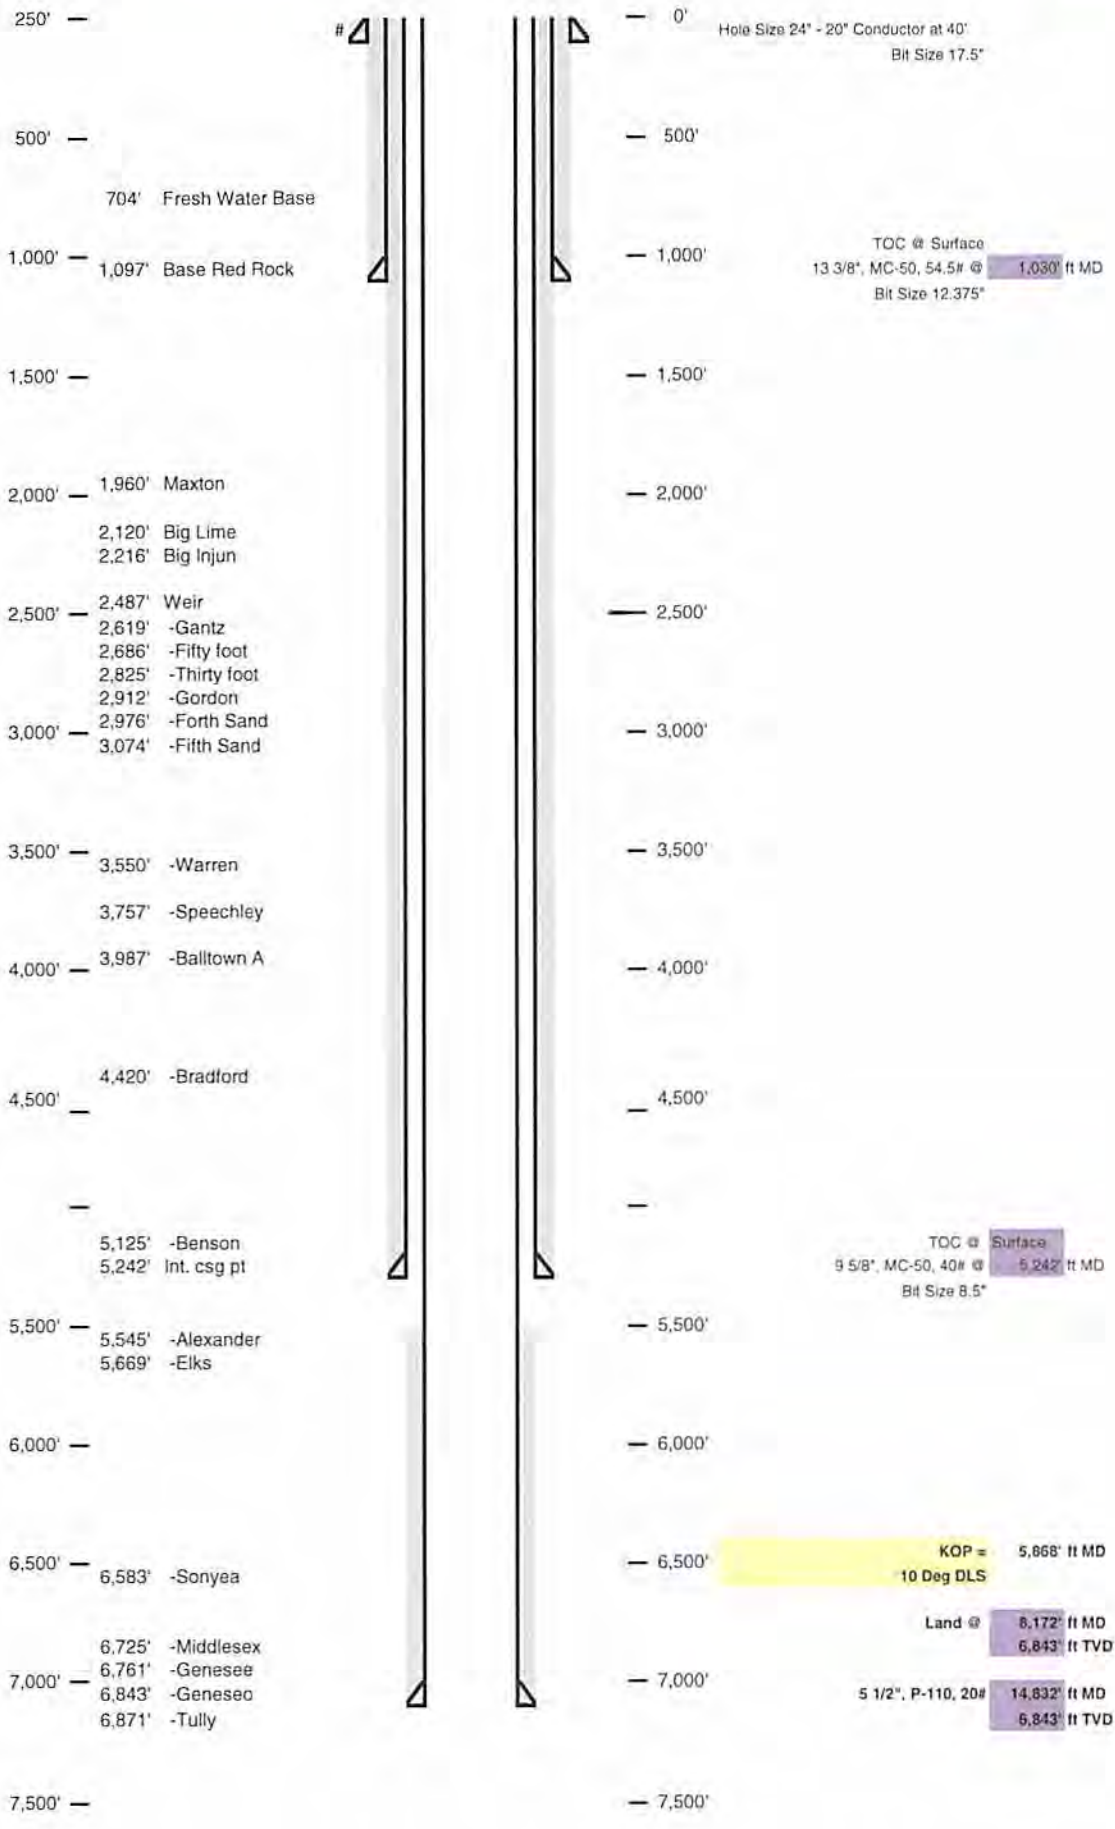 250' 0'
# Hole Size 24" - 20" Conductor at 40'
Bit Size 17.5"
500' 500'
704' Fresh Water Base
TOC @ Surface
1,000' 1,000'
1,097' Base Red Rock 13 3/8", MC-50, 54.5# @ 1,030' ft MD
Bit Size 12.375"
1,500' 1,500'
1,960' Maxton
2,000' 2,000'
2,120' Big Lime
2,216' Big Injun
2,487' Weir
2,500' 2,500'
2,619' -Gantz
2,686' -Fifty foot
2,825' -Thirty foot
2,912' -Gordon
2,976' -Forth Sand
3,000' 3,000'
3,074' -Fifth Sand
3,500' 3,500'
3,550' -Warren
3,757' -Speechley
3,987' -Balltown A
4,000' 4,000'
4,420' -Bradford
4,500' 4,500'
5,125' -Benson TOC @ Surface
5,242' Int. csg pt 9 5/8", MC-50, 40# @ 5,242' ft MD
Bit Size 8.5"
5,500' 5,500'
5,545' -Alexander
5,669' -Elks
6,000' 6,000'
KOP = 5,868' ft MD
6,500' 6,500'
6,583' -Sonyea 10 Deg DLS
Land @ 8,172' ft MD
6,725' -Middlesex 6,843' ft TVD
6,761' -Genesee
7,000' 7,000'
6,843' -Geneseo 5 1/2", P-110, 20# 14,832' ft MD
6,871' -Tully 6,843' ft TVD
7,500' 7,500'